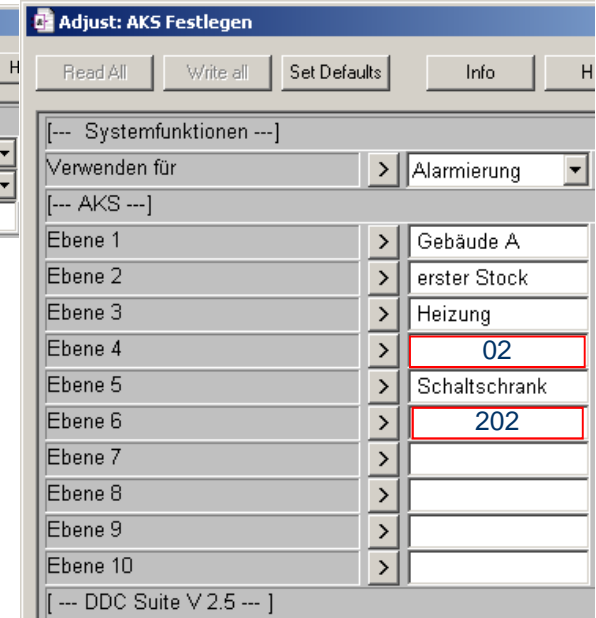 Adjust: AKS Festlegen
H
Read All Write all Set Defaults Info H
[--- Systemfunktionen ---]
Verwenden für > Alarmierung
[--- AKS ---]
Ebene 1 > Gebäude A
Ebene 2 > erster Stock
Ebene 3 > Heizung
Ebene 4 > 02
Ebene 5 > Schaltschrank
Ebene 6 > 202
Ebene 7 >
Ebene 8 >
Ebene 9 >
Ebene 10 >
[ --- DDC Suite V 2.5 --- ]